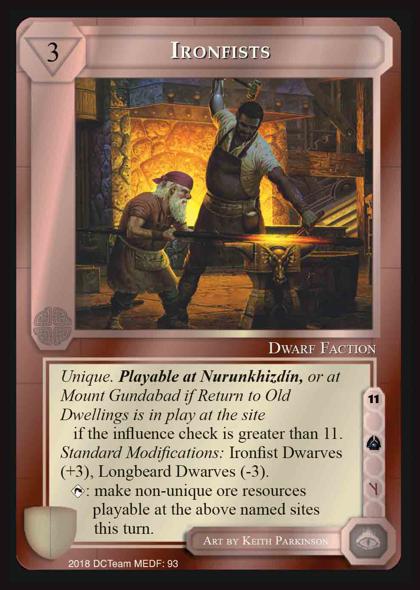 3
IRONFISTS
DWARF FACTION
Unique. Playable at Nurunkhizdín, or at
Mount Gundabad if Return to Old
Dwellings is in play at the site
if the influence check is greater than 11.
Standard Modifications: Ironfist Dwarves
(+3), Longbeard Dwarves (-3).
: make non-unique ore resources
playable at the above named sites
this turn.
11
ART BY KEITH PARKINSON
2018 DCTeam MEDF: 93